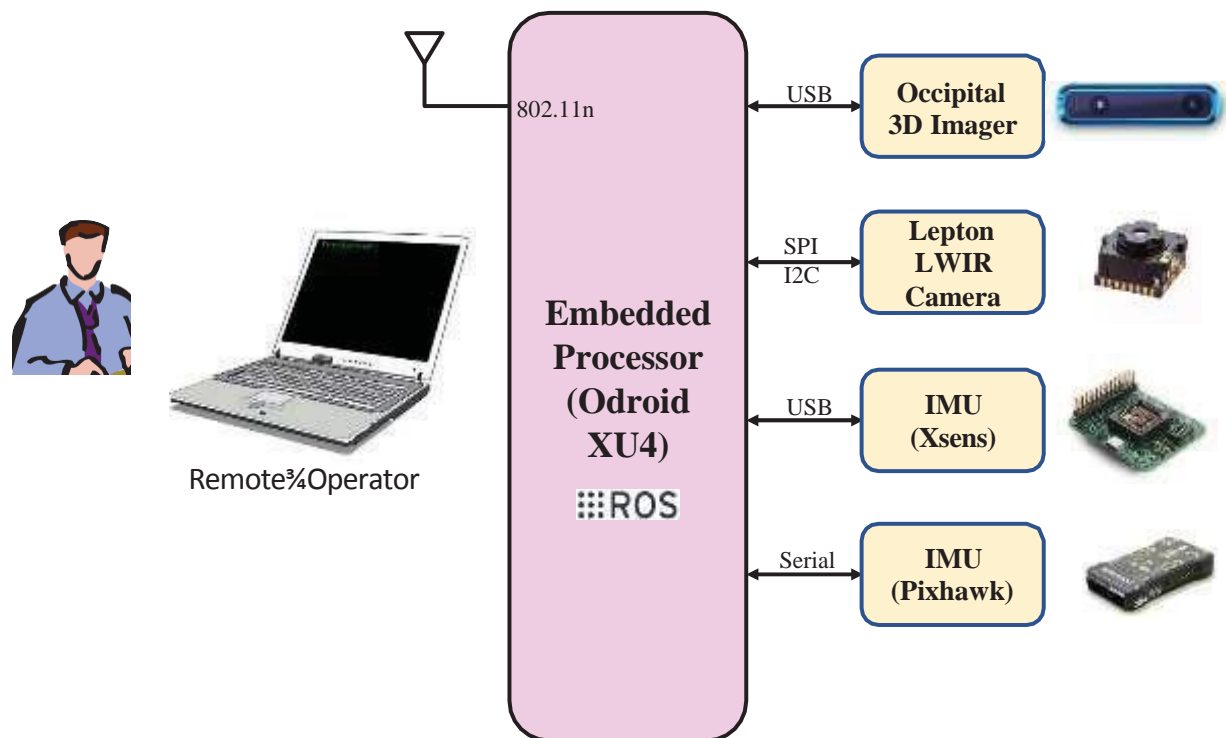 802.11n
USB
Occipital
3D Imager
SPI
I2C
Lepton
LWIR
Camera
Embedded
Processor
(Odroid
XU4)
ROS
USB
IMU
(Xsens)
Remote¾Operator
Serial
IMU
(Pixhawk)